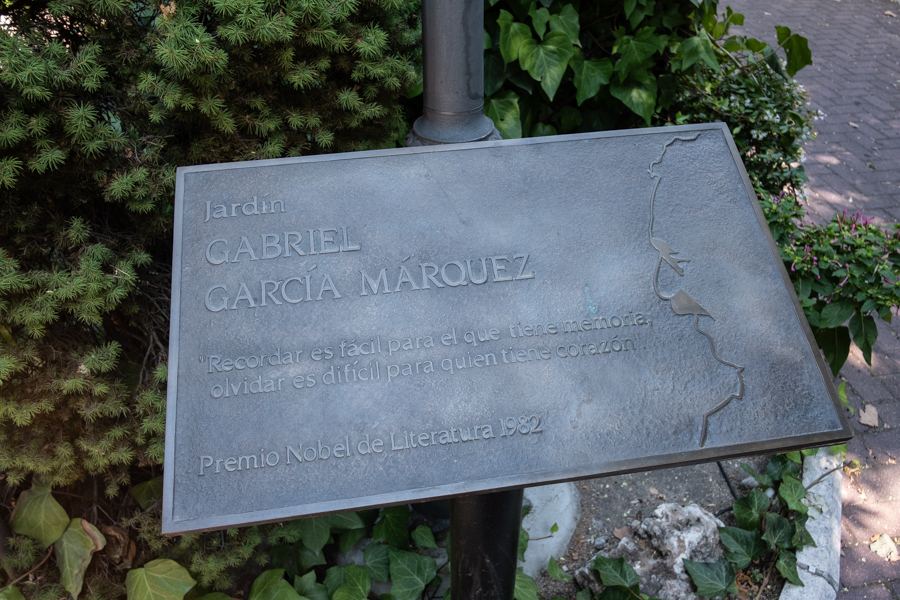 Jardín
GABRIEL
GARCÍA MÁRQUEZ
"Recordar es fácil para el que tiene memoria,
olvidar es difícil para quien tiene corazón".
Premio Nobel de Literatura 1982